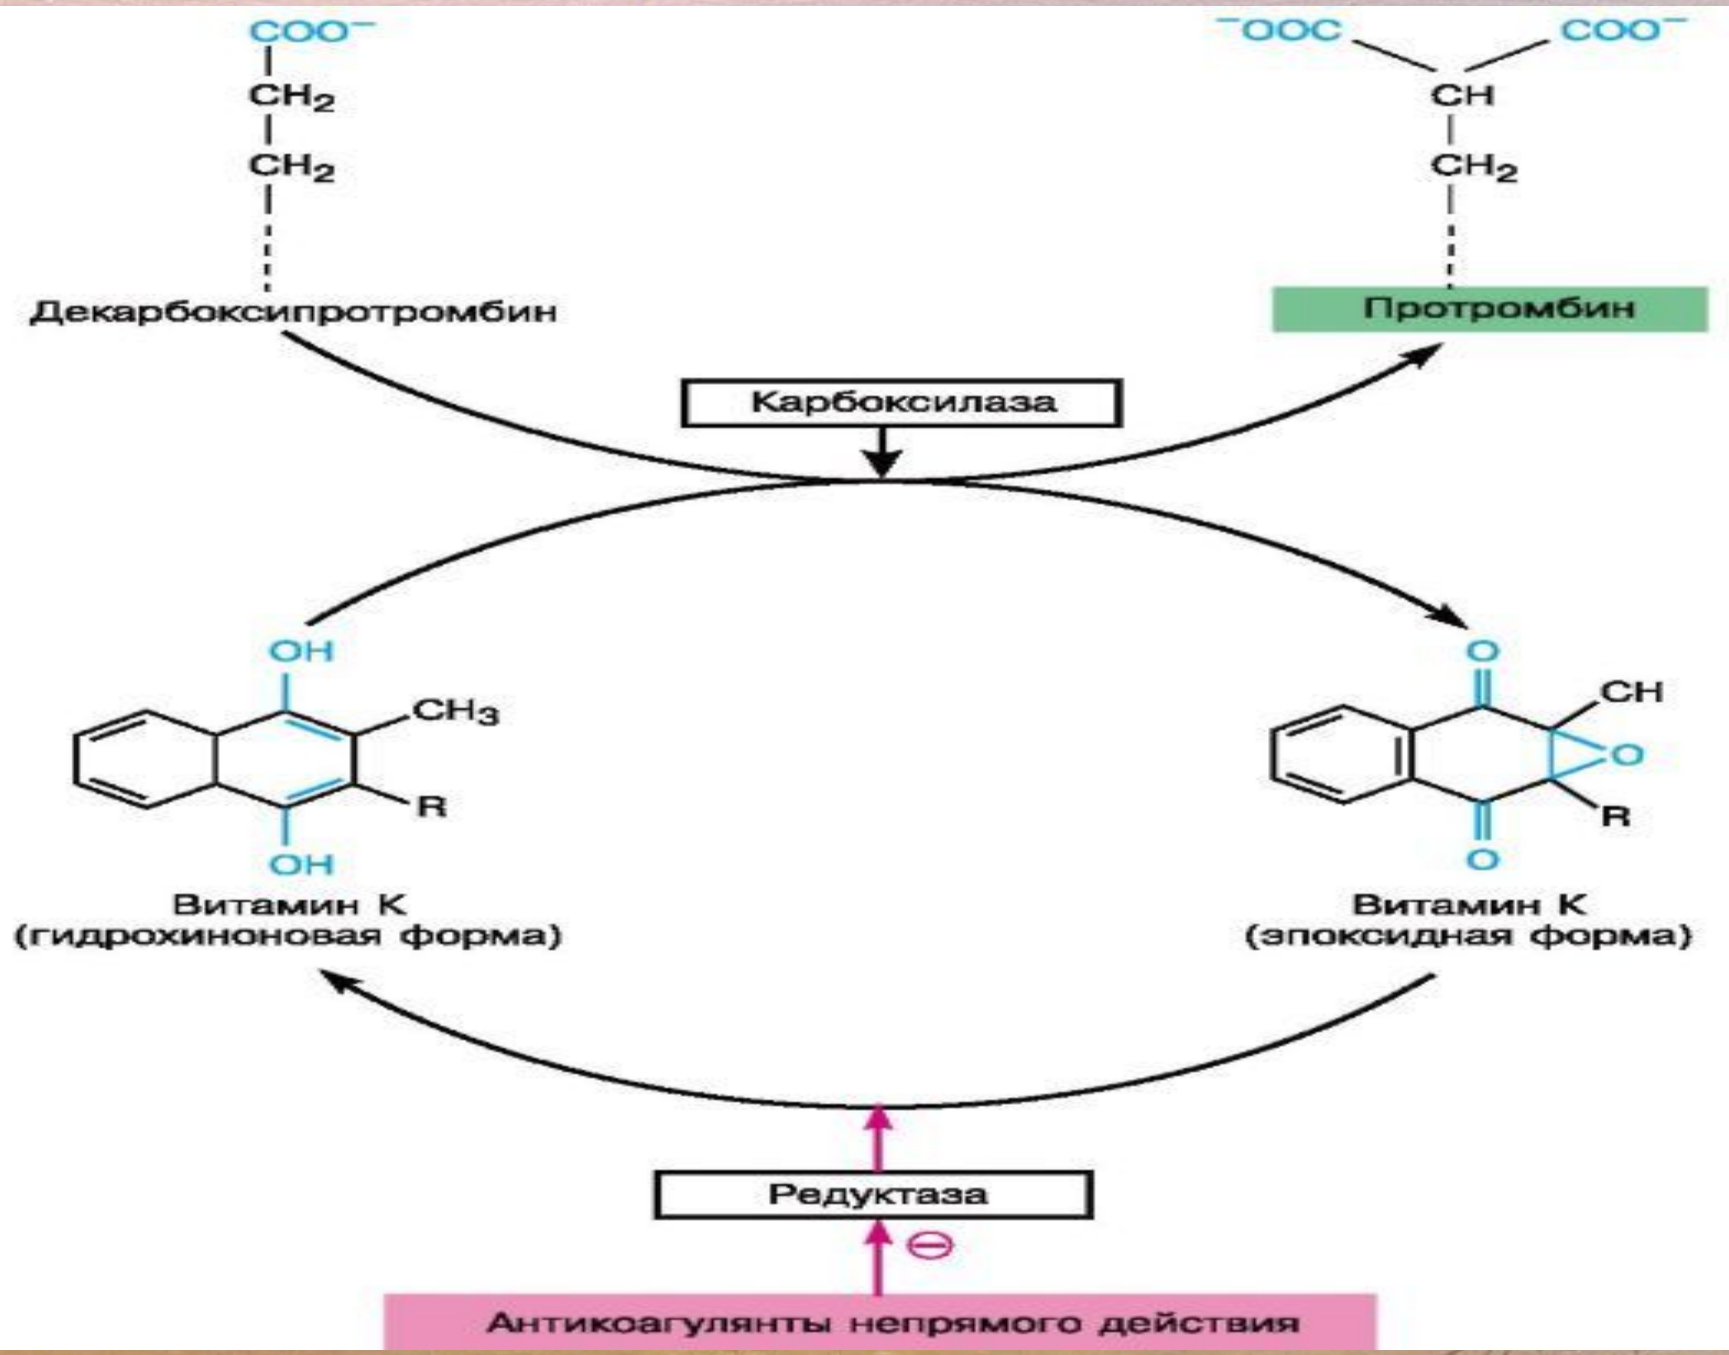 COO⁻
CH₂
CH₂
Декарбоксипротромбин
⁻OOC
COO⁻
CH
CH₂
Протромбин
Карбоксилаза
OH
CH₃
R
OH
Витамин К
(гидрохиноновая форма)
O
CH
O
R
O
Витамин К
(эпоксидная форма)
Редуктаза
⊖
Антикоагулянты непрямого действия